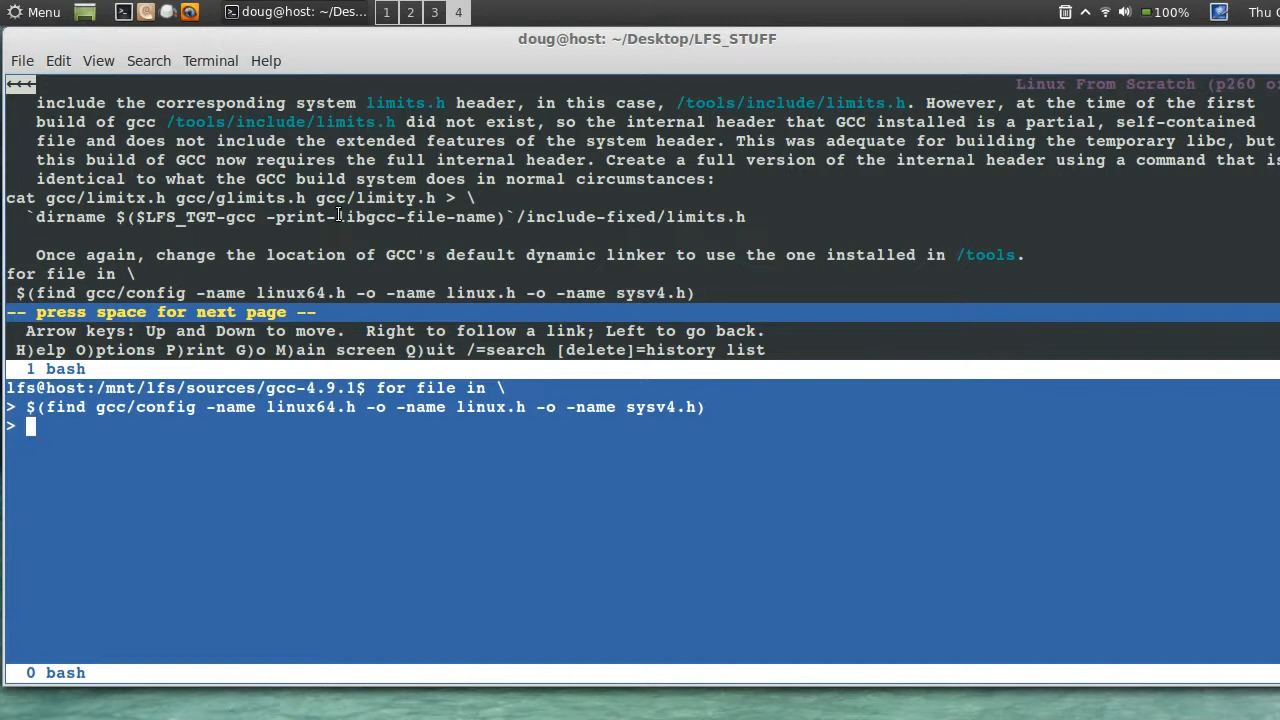 Menu
doug@host: ~/Des...
1 2 3 4
100%
Thu
doug@host: ~/Desktop/LFS_STUFF
File Edit View Search Terminal Help
←←←
Linux From Scratch (p260 o
include the corresponding system limits.h header, in this case, /tools/include/limits.h. However, at the time of the first
build of gcc /tools/include/limits.h did not exist, so the internal header that GCC installed is a partial, self-contained
file and does not include the extended features of the system header. This was adequate for building the temporary libc, but
this build of GCC now requires the full internal header. Create a full version of the internal header using a command that is
identical to what the GCC build system does in normal circumstances:
cat gcc/limitx.h gcc/glimits.h gcc/limity.h > \
`dirname $($LFS_TGT-gcc -print-libgcc-file-name)`/include-fixed/limits.h
Once again, change the location of GCC's default dynamic linker to use the one installed in /tools.
for file in \
$(find gcc/config -name linux64.h -o -name linux.h -o -name sysv4.h)
-- press space for next page --
Arrow keys: Up and Down to move.  Right to follow a link; Left to go back.
H)elp O)ptions P)rint G)o M)ain screen Q)uit /=search [delete]=history list
1 bash
lfs@host:/mnt/lfs/sources/gcc-4.9.1$ for file in \
> $(find gcc/config -name linux64.h -o -name linux.h -o -name sysv4.h)
>
0 bash